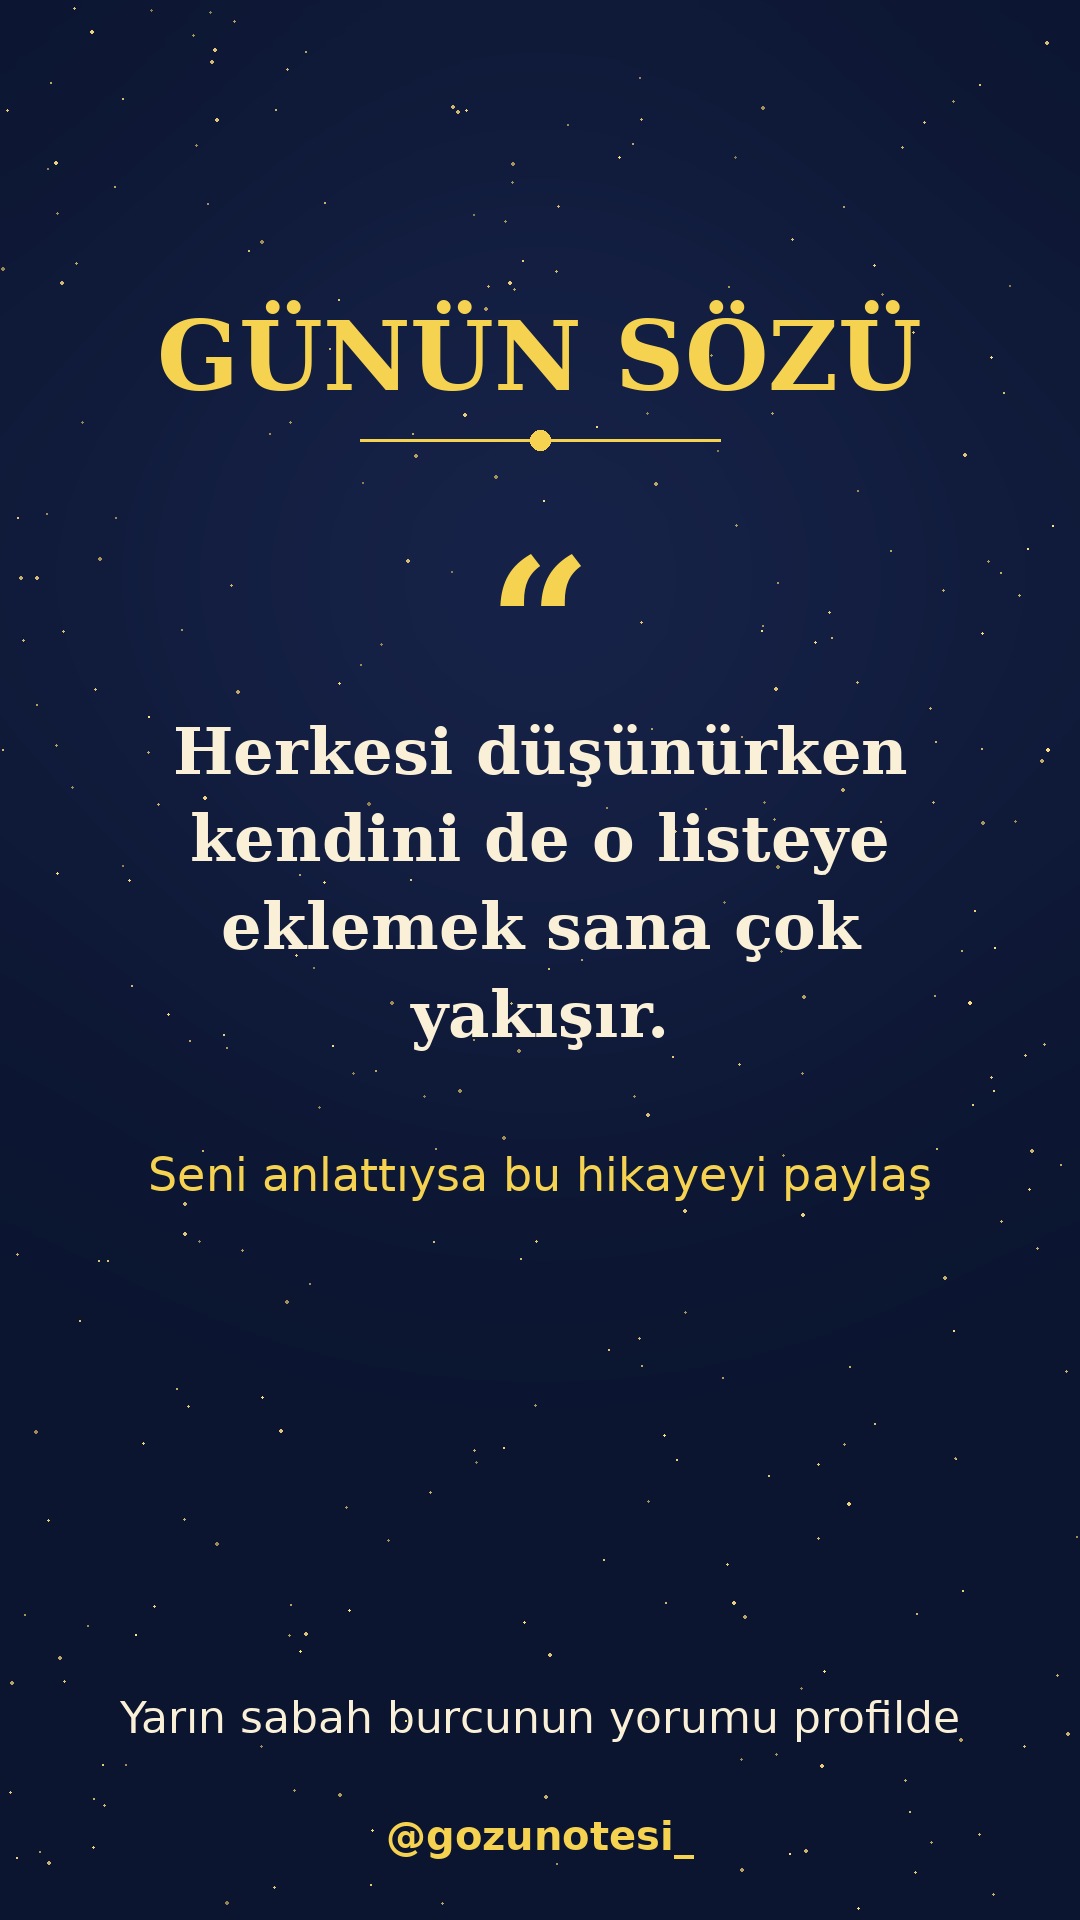 GÜNÜN SÖZÜ
“
Herkesi düşünürken
kendini de o listeye
eklemek sana çok
yakışır.
Seni anlattıysa bu hikayeyi paylaş
Yarın sabah burcunun yorumu profilde
@gozunotesi_